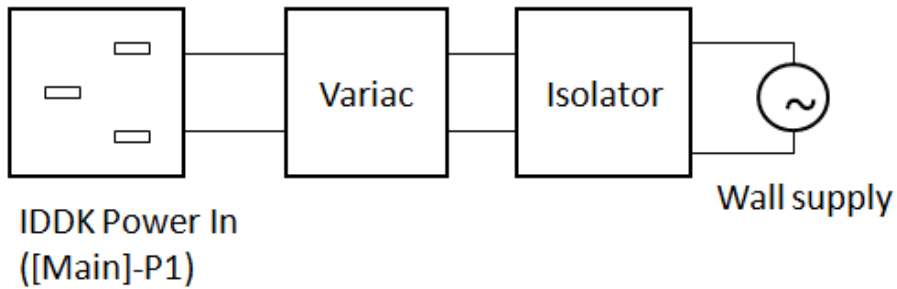 Variac
Isolator
Wall supply
IDDK Power In
([Main]-P1)